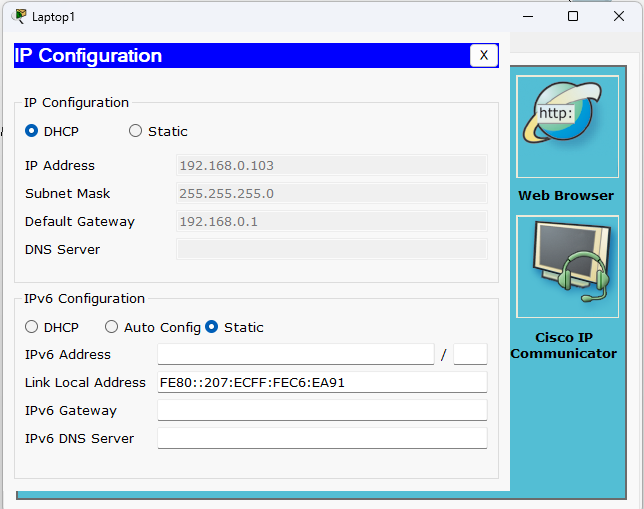 Laptop1
IP Configuration
X
IP Configuration
DHCP
Static
IP Address
192.168.0.103
Subnet Mask
255.255.255.0
Default Gateway
192.168.0.1
DNS Server
IPv6 Configuration
DHCP
Auto Config
Static
IPv6 Address
/
Link Local Address
FE80::207:ECFF:FEC6:EA91
IPv6 Gateway
IPv6 DNS Server
http:
Web Browser
Cisco IP
Communicator